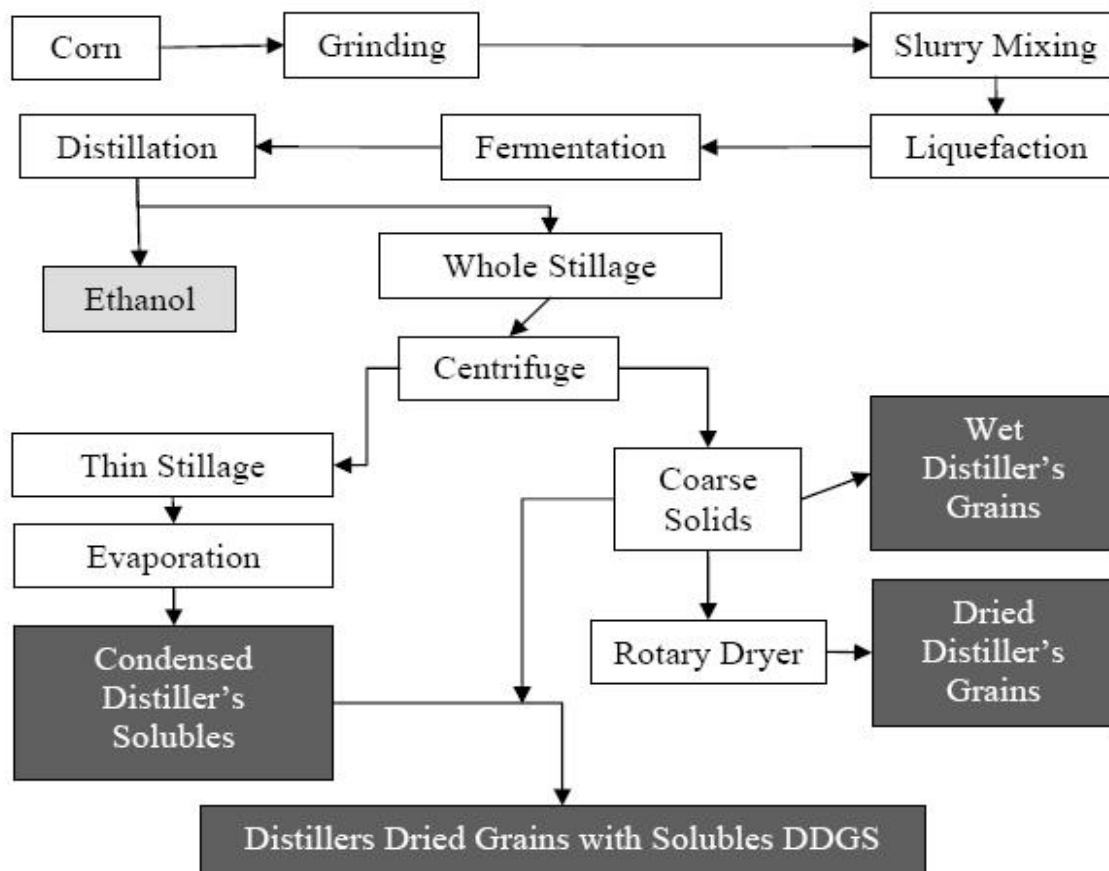 Corn
Grinding
Slurry Mixing
Distillation
Fermentation
Liquefaction
Whole Stillage
Ethanol
Centrifuge
Thin Stillage
Coarse
Solids
Wet
Distiller’s
Grains
Evaporation
Condensed
Distiller’s
Solubles
Rotary Dryer
Dried
Distiller’s
Grains
Distillers Dried Grains with Solubles DDGS